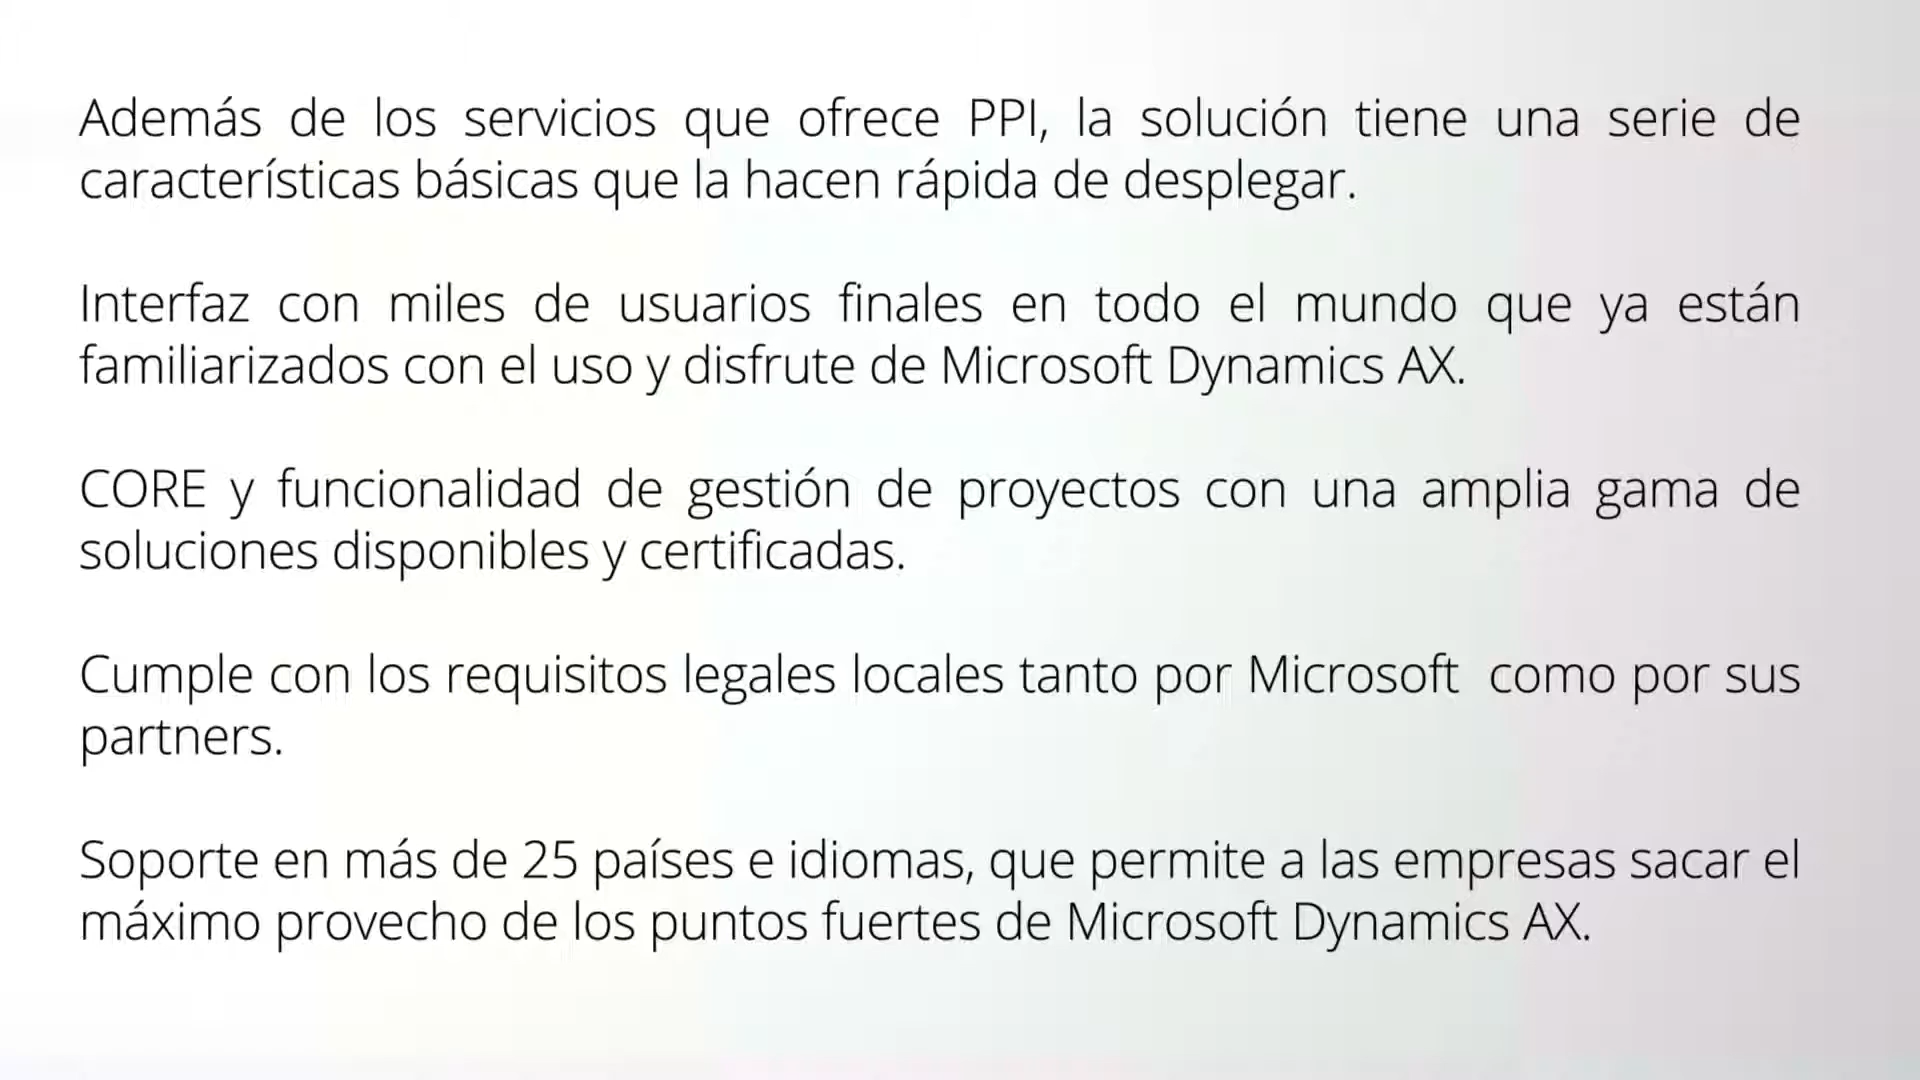 Además de los servicios que ofrece PPI, la solución tiene una serie de
características básicas que la hacen rápida de desplegar.
Interfaz con miles de usuarios finales en todo el mundo que ya están
familiarizados con el uso y disfrute de Microsoft Dynamics AX.
CORE y funcionalidad de gestión de proyectos con una amplia gama de
soluciones disponibles y certificadas.
Cumple con los requisitos legales locales tanto por Microsoft  como por sus
partners.
Soporte en más de 25 países e idiomas, que permite a las empresas sacar el
máximo provecho de los puntos fuertes de Microsoft Dynamics AX.